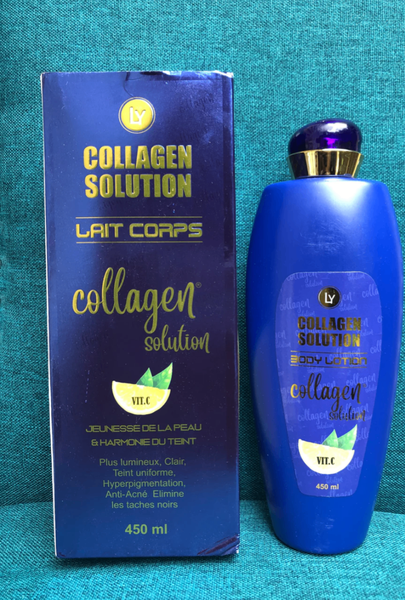 LY
COLLAGEN
SOLUTION
LAIT CORPS
collagen®
solution
VIT.C
JEUNESSE DE LA PEAU
& HARMONIE DU TEINT
Plus lumineux, Clair,
Teint uniforme,
Hyperpigmentation,
Anti-Acné Elimine
les taches noirs
450 ml
LY
COLLAGEN
SOLUTION
BODY LOTION
collagen
solution
VIT.C
450 ml